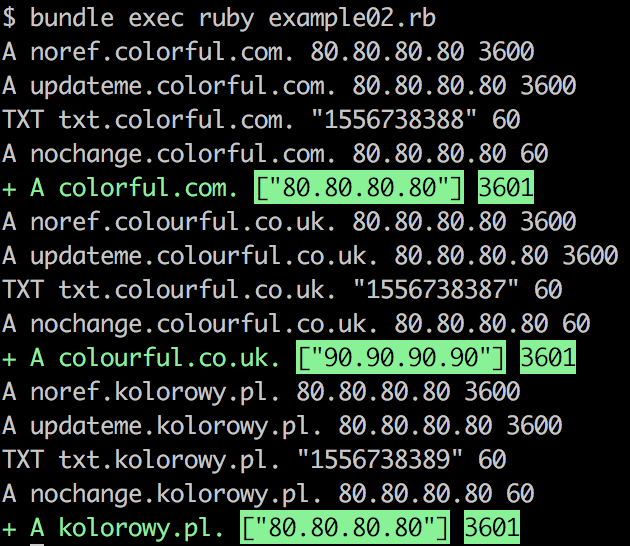 $ bundle exec ruby example02.rb
A noref.colorful.com. 80.80.80.80 3600
A updateme.colorful.com. 80.80.80.80 3600
TXT txt.colorful.com. "1556738388" 60
A nochange.colorful.com. 80.80.80.80 60
+ A colorful.com. ["80.80.80.80"] 3601
A noref.colourful.co.uk. 80.80.80.80 3600
A updateme.colourful.co.uk. 80.80.80.80 3600
TXT txt.colourful.co.uk. "1556738387" 60
A nochange.colourful.co.uk. 80.80.80.80 60
+ A colourful.co.uk. ["90.90.90.90"] 3601
A noref.kolorowy.pl. 80.80.80.80 3600
A updateme.kolorowy.pl. 80.80.80.80 3600
TXT txt.kolorowy.pl. "1556738389" 60
A nochange.kolorowy.pl. 80.80.80.80 60
+ A kolorowy.pl. ["80.80.80.80"] 3601